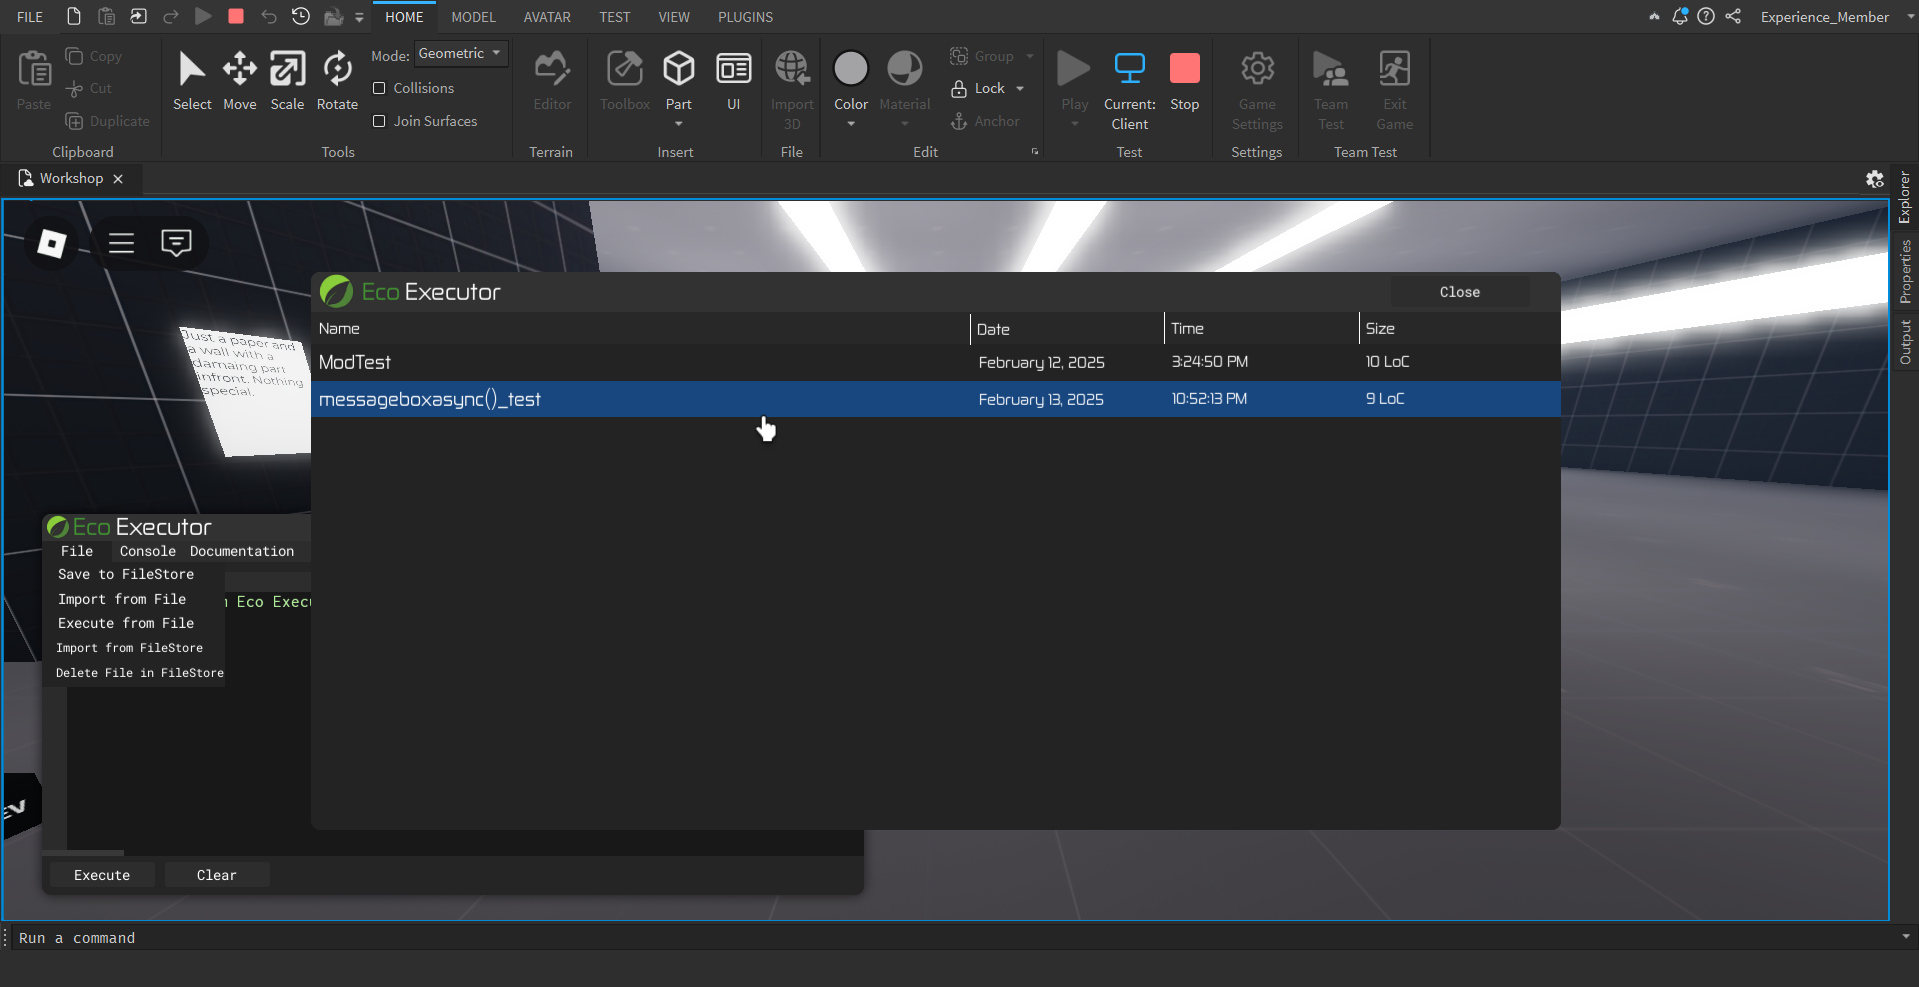 FILE HOME MODEL AVATAR TEST VIEW PLUGINS Experience_Member
Paste Copy Cut Duplicate
Clipboard
Select Move Scale Rotate
Mode: Geometric
Collisions
Join Surfaces
Tools
Editor
Terrain
Toolbox Part UI
Insert
Import 3D
File
Color Material
Group
Lock
Anchor
Edit
Play Current: Client Stop
Test
Game Settings
Settings
Team Test Exit Game
Team Test
Workshop
Explorer
Properties
Output
Just a paper and
a wall with a
damaing part
infront. Nothing
special.
Eco Executor Close
Name Date Time Size
ModTest February 12, 2025 3:24:50 PM 10 LoC
messageboxasync()_test February 13, 2025 10:52:13 PM 9 LoC
Eco Executor
File Console Documentation
Save to FileStore
Import from File
Execute from File
Import from FileStore
Delete File in FileStore
Eco
Execute Clear
Run a command